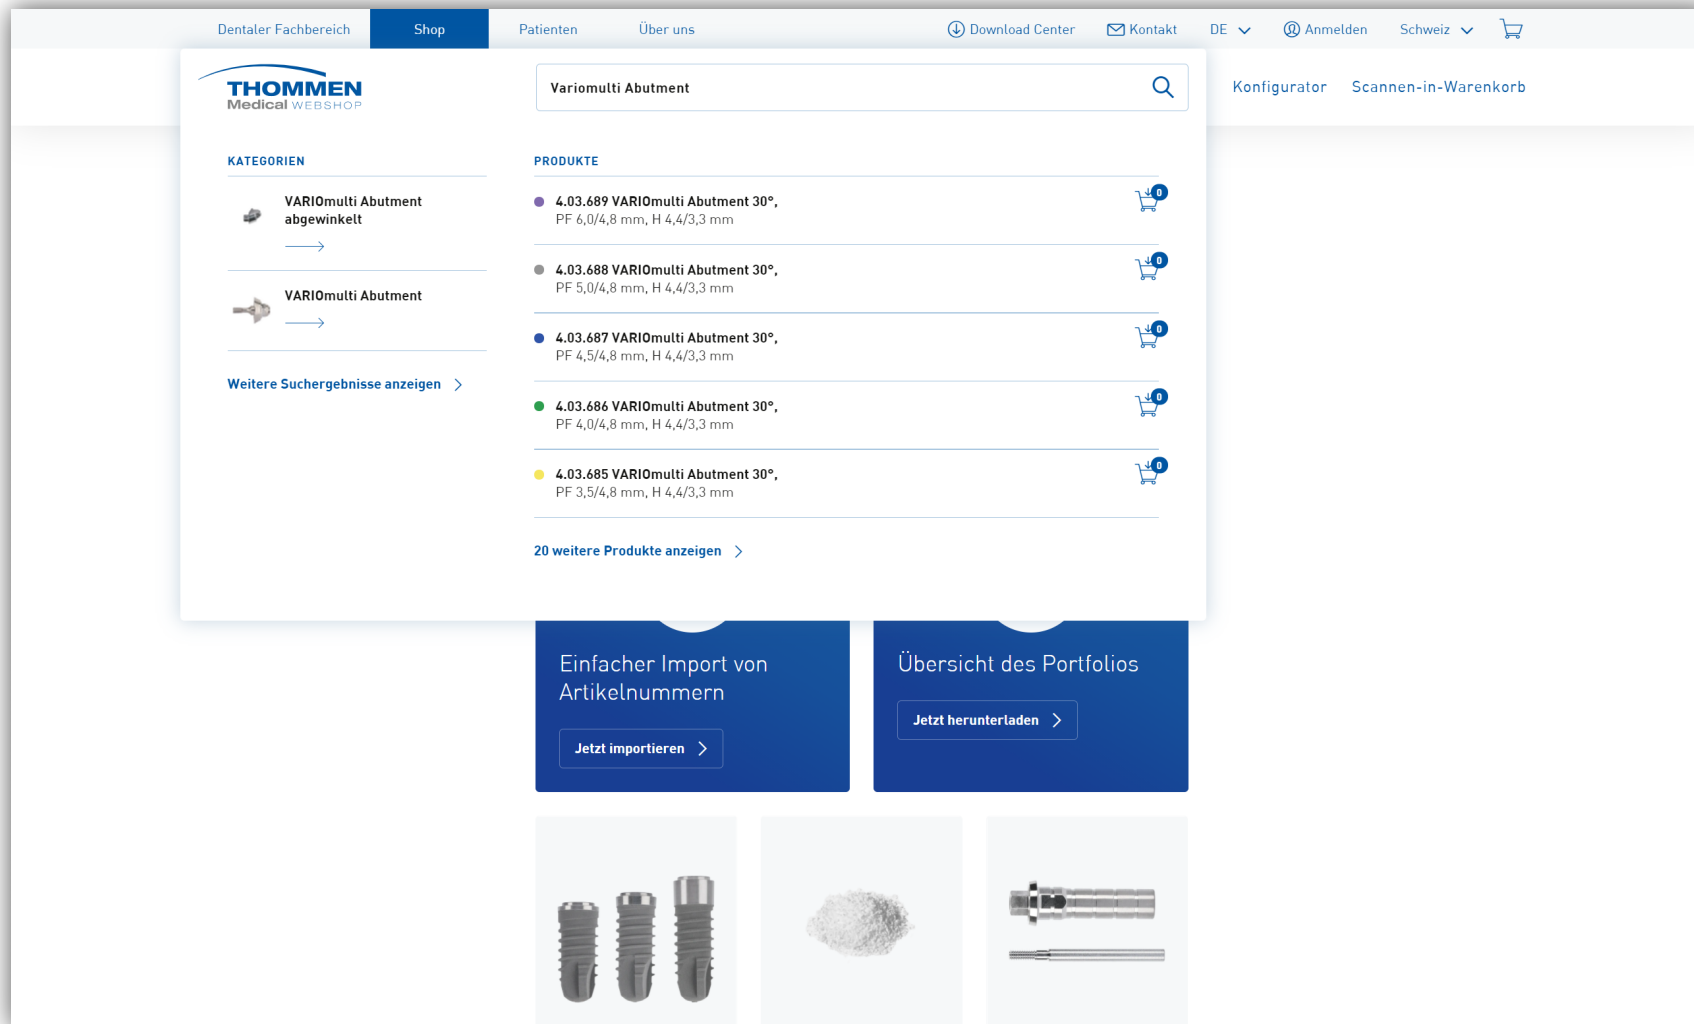 Dentaler Fachbereich
Shop
Patienten
Über uns
Download Center
Kontakt
DE
Anmelden
Schweiz
THOMMEN
Medical WEBSHOP
Variomulti Abutment
Konfigurator
Scannen-in-Warenkorb
KATEGORIEN
VARIOmulti Abutment
abgewinkelt
VARIOmulti Abutment
Weitere Suchergebnisse anzeigen
PRODUKTE
4.03.689 VARIOmulti Abutment 30°,
PF 6,0/4,8 mm, H 4,4/3,3 mm
0
4.03.688 VARIOmulti Abutment 30°,
PF 5,0/4,8 mm, H 4,4/3,3 mm
0
4.03.687 VARIOmulti Abutment 30°,
PF 4,5/4,8 mm, H 4,4/3,3 mm
0
4.03.686 VARIOmulti Abutment 30°,
PF 4,0/4,8 mm, H 4,4/3,3 mm
0
4.03.685 VARIOmulti Abutment 30°,
PF 3,5/4,8 mm, H 4,4/3,3 mm
0
20 weitere Produkte anzeigen
Einfacher Import von
Artikelnummern
Jetzt importieren
Übersicht des Portfolios
Jetzt herunterladen